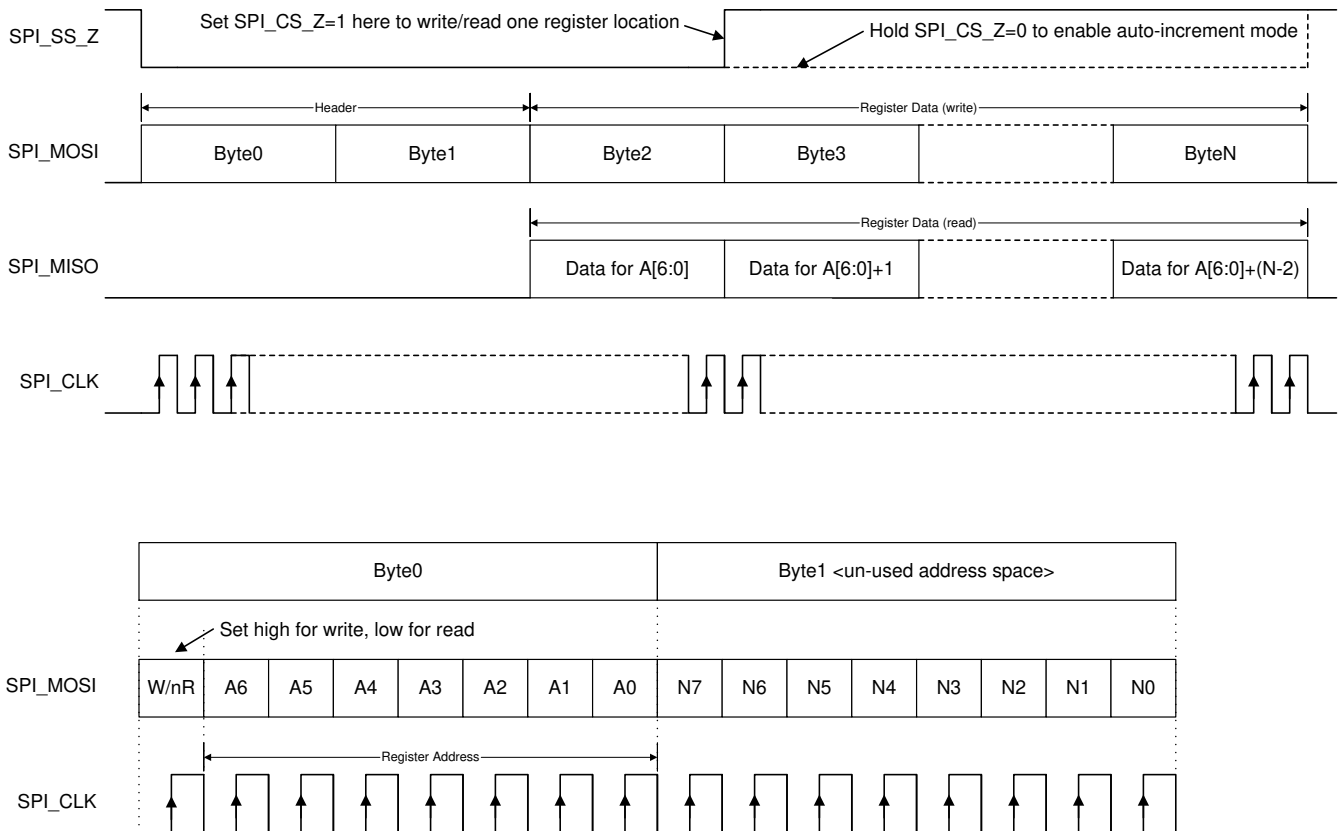 Set SPI_CS_Z=1 here to write/read one register location
SPI_SS_Z
Hold SPI_CS_Z=0 to enable auto-increment mode
Header
Register Data (write)
SPI_MOSI
Byte0
Byte1
Byte2
Byte3
ByteN
Register Data (read)
SPI_MISO
Data for A[6:0]
Data for A[6:0]+1
Data for A[6:0]+(N-2)
SPI_CLK
Byte0
Byte1 <un-used address space>
Set high for write, low for read
SPI_MOSI
W/nR
A6
A5
A4
A3
A2
A1
A0
N7
N6
N5
N4
N3
N2
N1
N0
Register Address
SPI_CLK